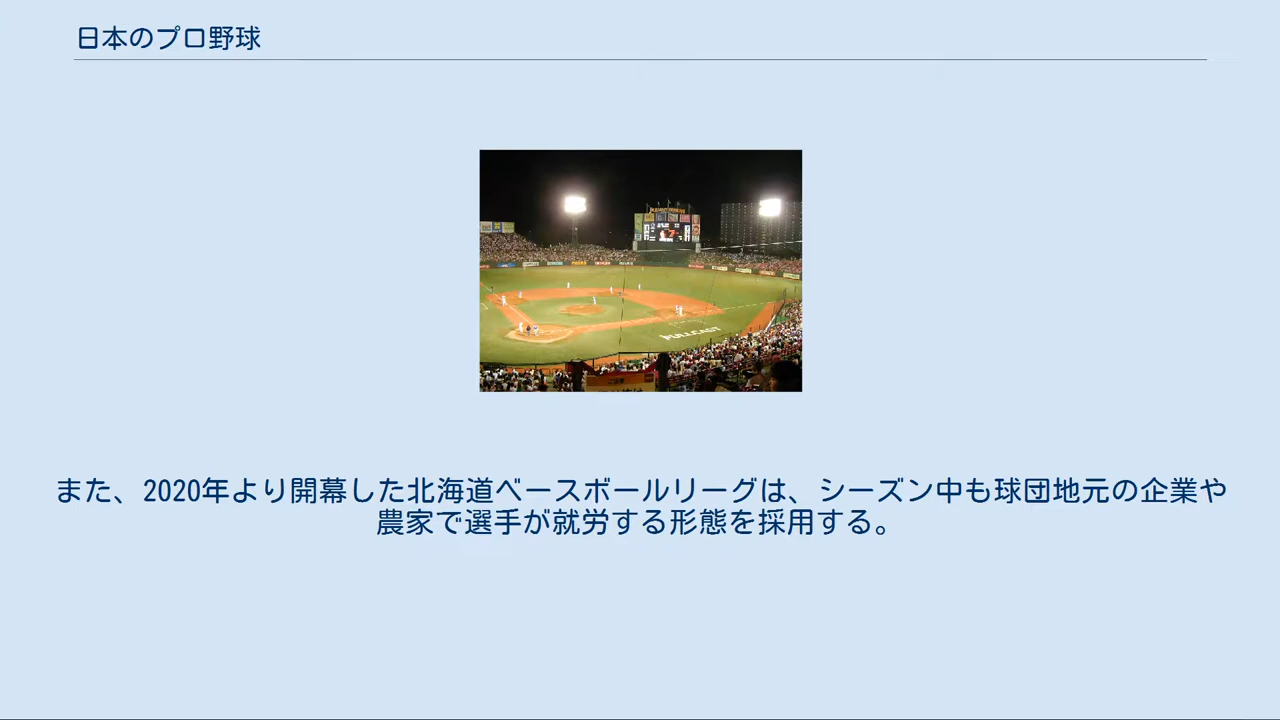 日本のプロ野球
FULLCAST
また、2020年より開幕した北海道ベースボールリーグは、シーズン中も球団地元の企業や
農家で選手が就労する形態を採用する。